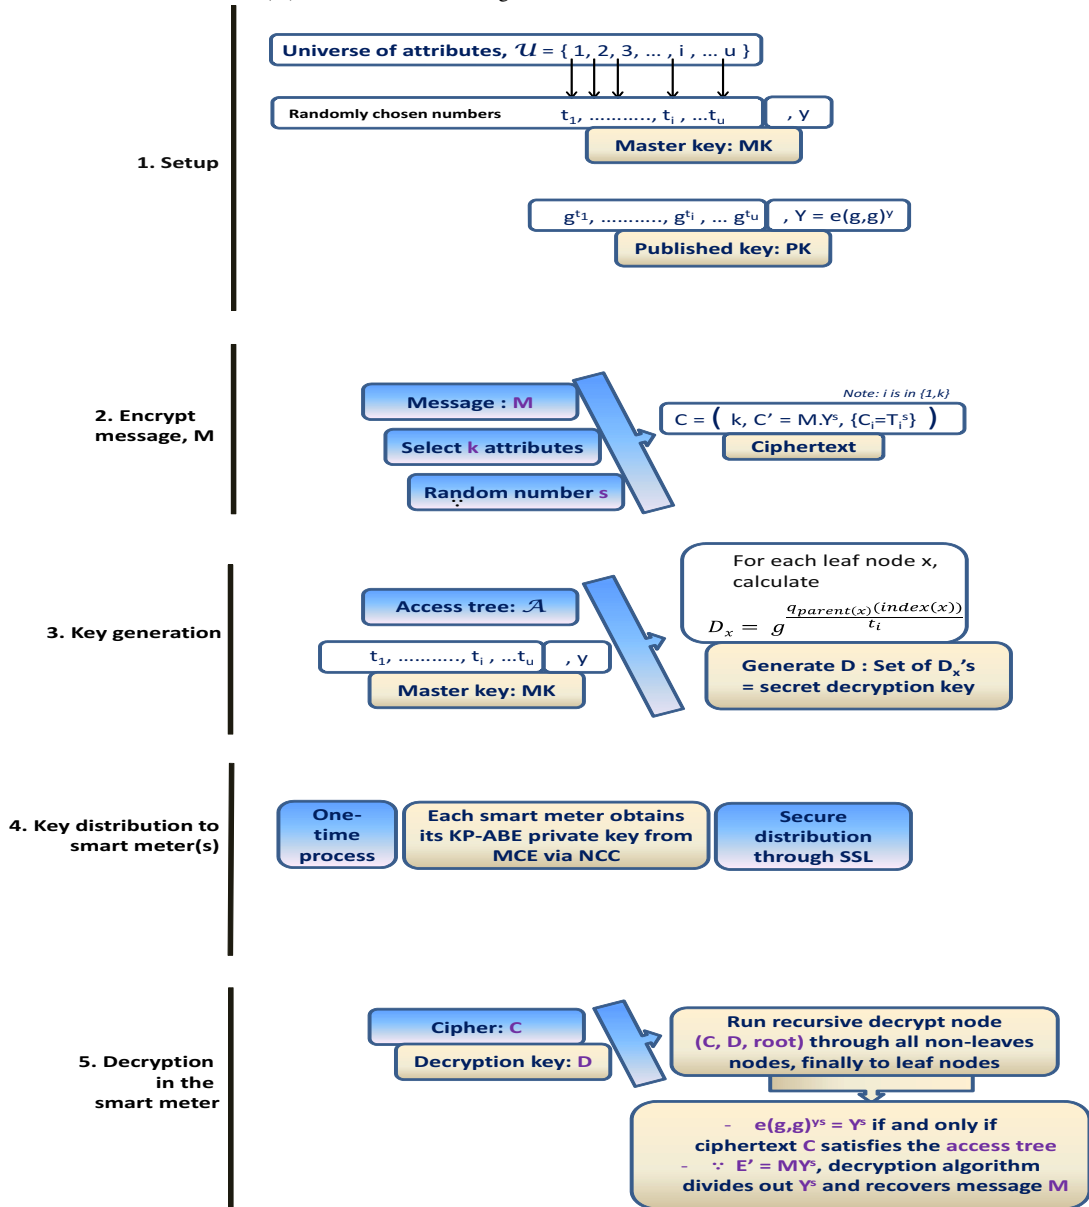 1. Setup
Universe of attributes, 𝒰 = { 1, 2, 3, ... , i , ... u }
Randomly chosen numbers t₁, ..........., tᵢ , ...tᵤ , y
Master key: MK
g^t₁, ..........., g^tᵢ , ... g^tᵤ , Y = e(g,g)^y
Published key: PK
2. Encrypt
message, M
Message : M
Select k attributes
Random number s
∵
Note: i is in {1,k}
C = ( k, C’ = M.Yˢ, {Cᵢ=Tᵢˢ} )
Ciphertext
3. Key generation
Access tree: 𝒜
t₁, ..........., tᵢ , ...tᵤ , y
Master key: MK
For each leaf node x,
calculate
Dₓ = g^(q_parent(x)(index(x))/tᵢ)
Generate D : Set of Dₓ’s
= secret decryption key
4. Key distribution to
smart meter(s)
One-
time
process
Each smart meter obtains
its KP-ABE private key from
MCE via NCC
Secure
distribution
through SSL
5. Decryption
in the
smart meter
Cipher: C
Decryption key: D
Run recursive decrypt node
(C, D, root) through all non-leaves
nodes, finally to leaf nodes
- e(g,g)^ys = Yˢ if and only if
ciphertext C satisfies the access tree
- ∵ E’ = MYˢ, decryption algorithm
divides out Yˢ and recovers message M